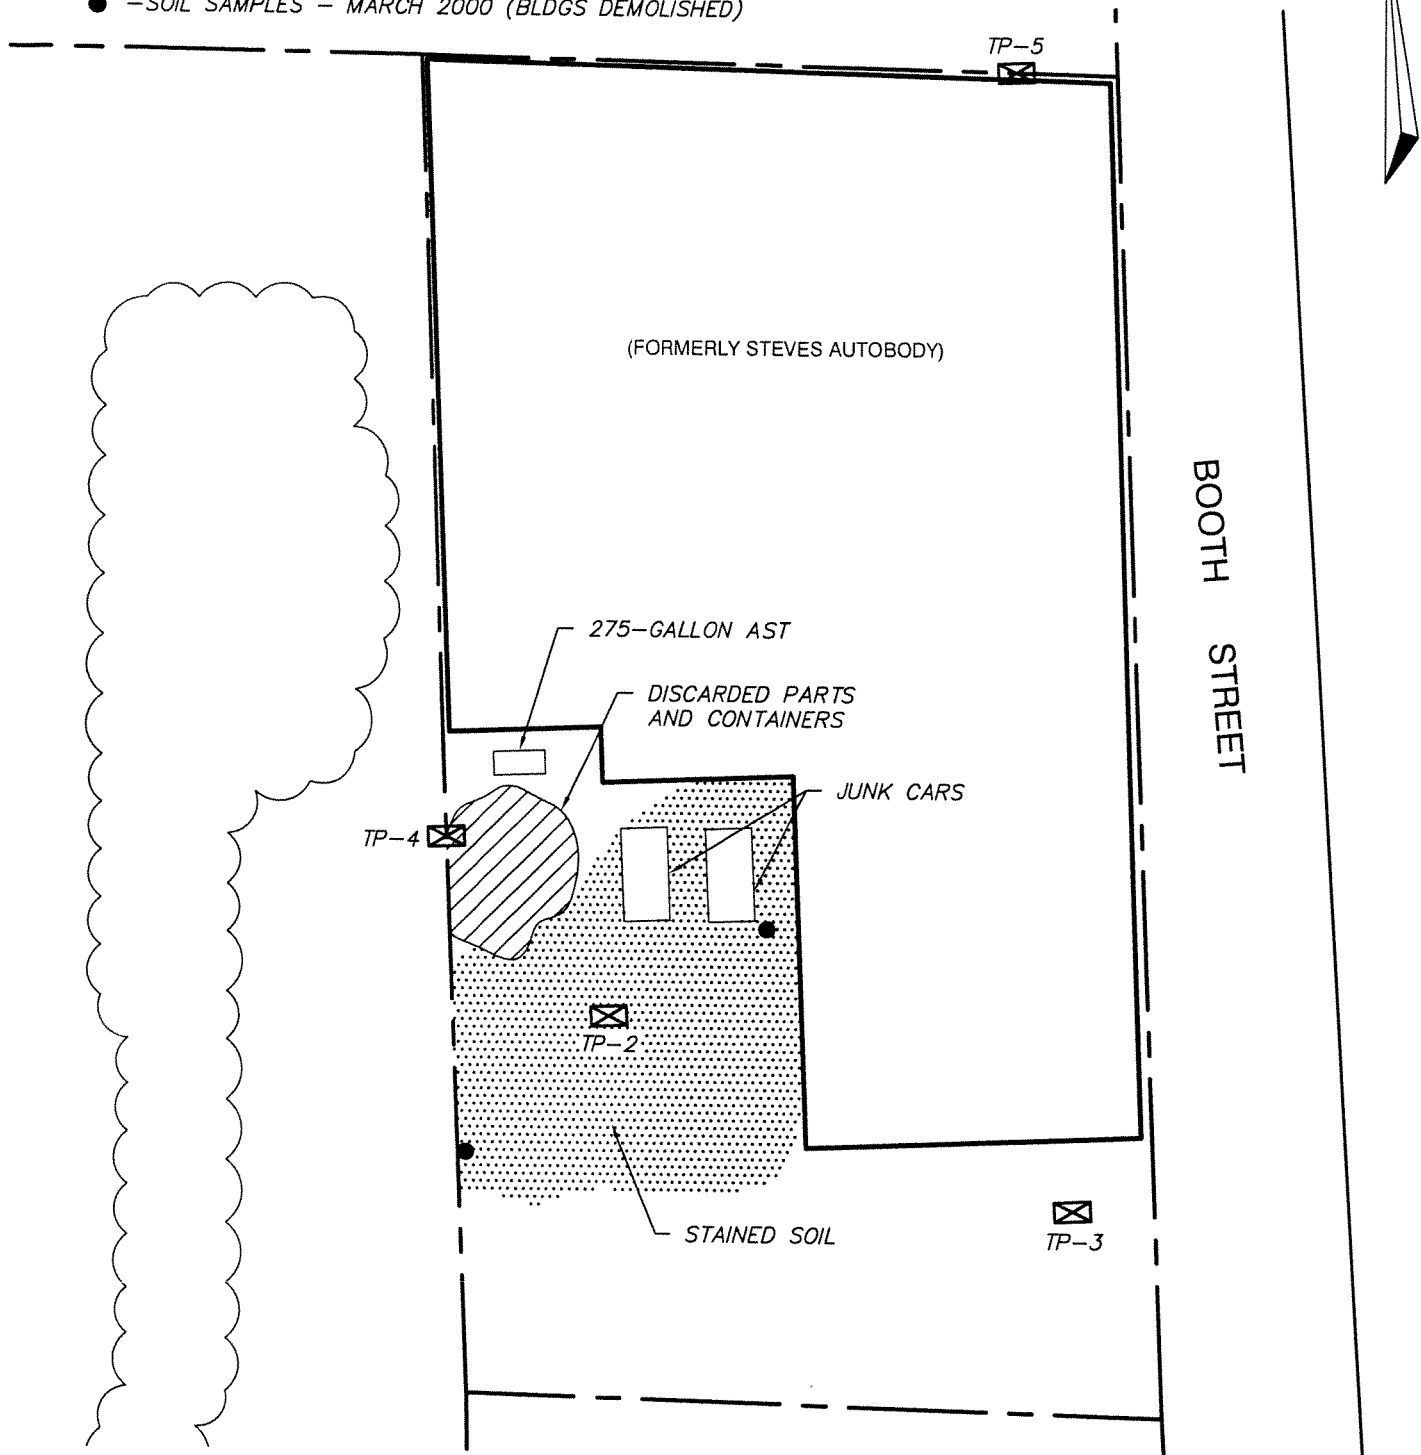 —SOIL SAMPLES — MARCH 2000 (BLDGS DEMOLISHED)
TP—5
(FORMERLY STEVES AUTOBODY)
BOOTH STREET
275—GALLON AST
DISCARDED PARTS
AND CONTAINERS
JUNK CARS
TP—4
TP—2
STAINED SOIL
TP—3